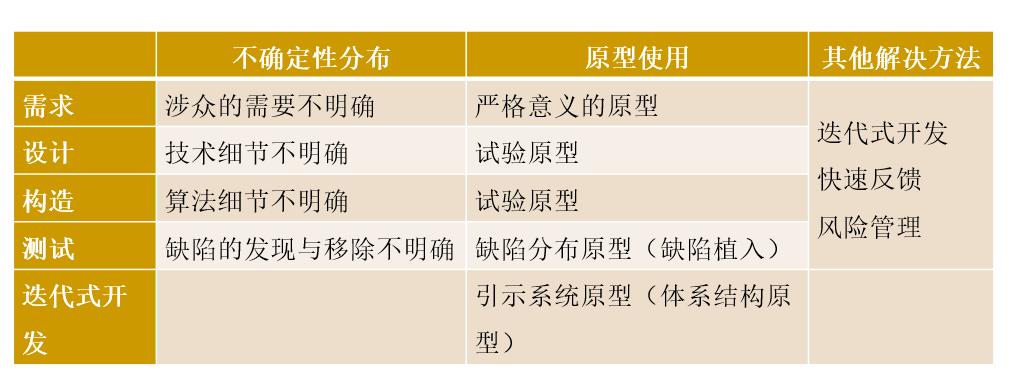 不确定性分布 原型使用 其他解决方法
需求 涉众的需要不明确 严格意义的原型
设计 技术细节不明确 试验原型
构造 算法细节不明确 试验原型
测试 缺陷的发现与移除不明确 缺陷分布原型（缺陷植入）
迭代式开发
快速反馈
风险管理
迭代式开
发
引示系统原型（体系结构原
型）